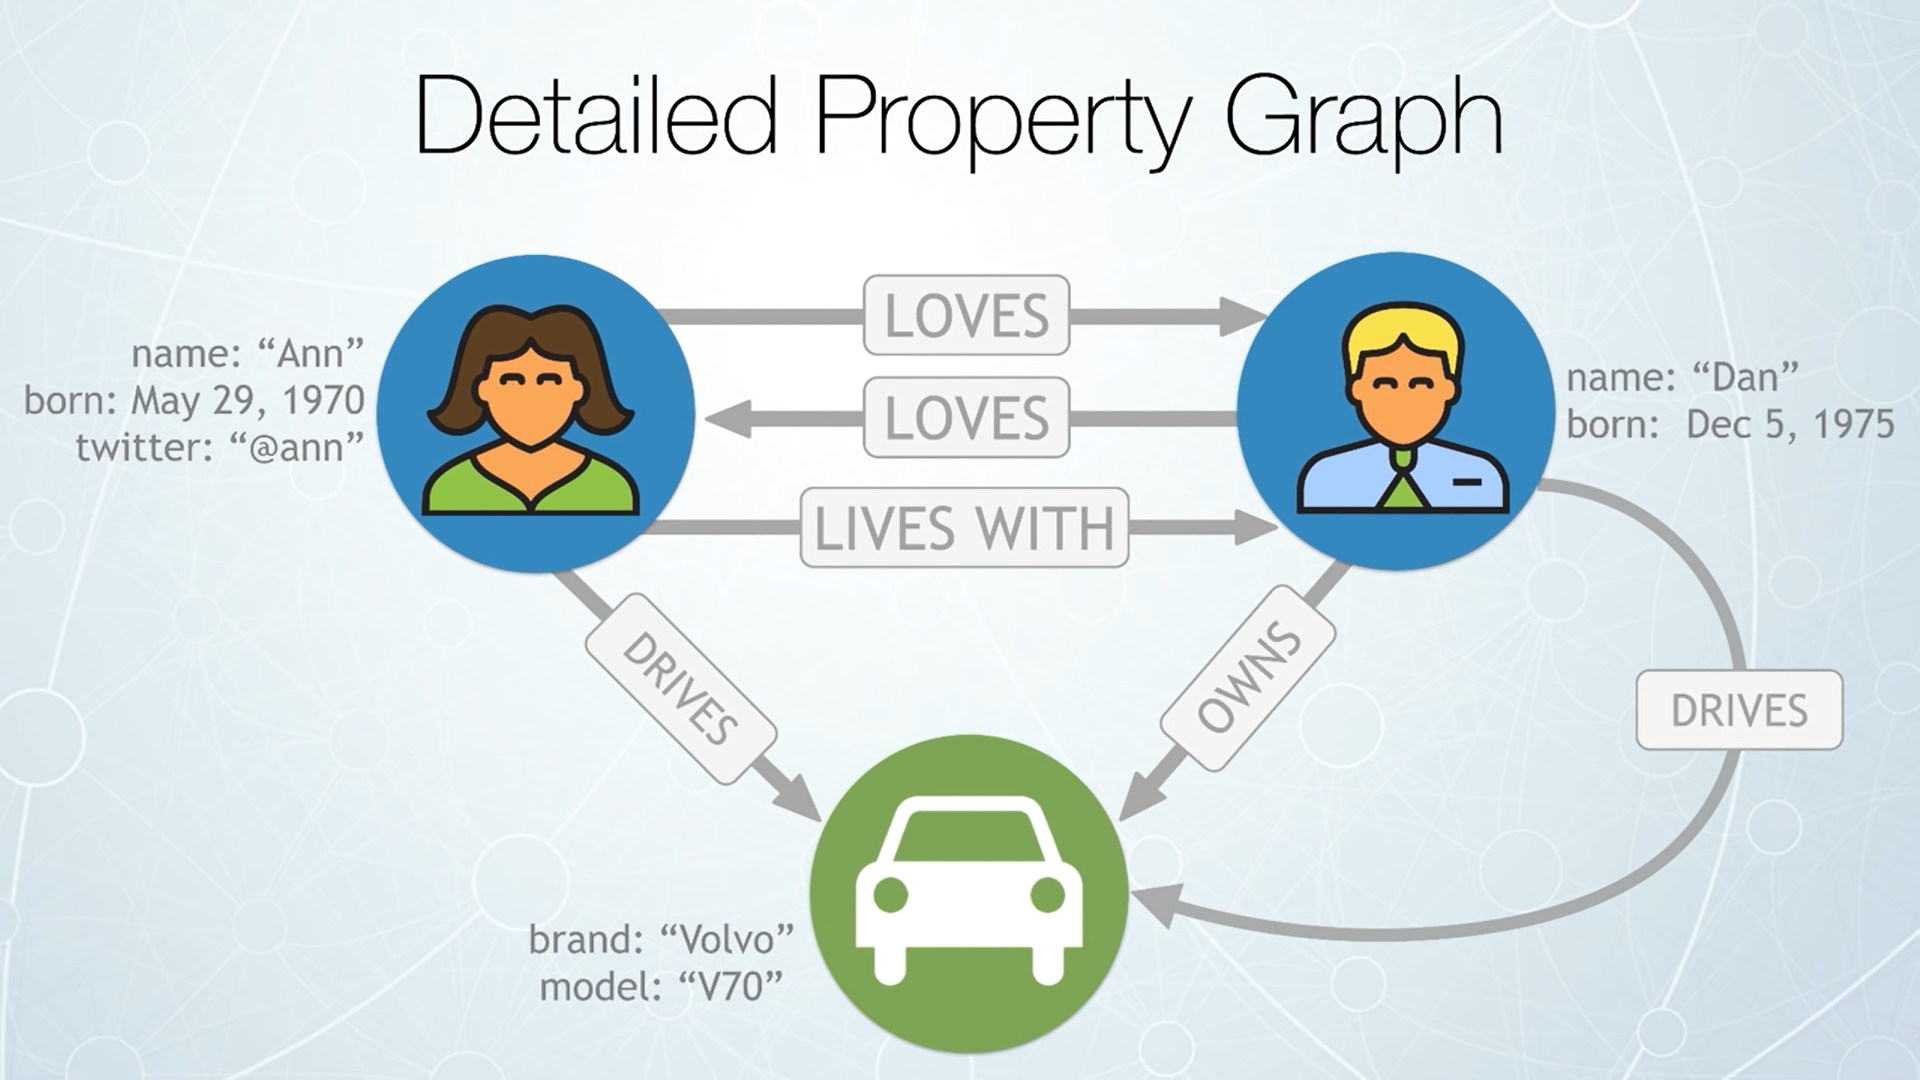 Detailed Property Graph
LOVES
name: “Ann”
born: May 29, 1970
twitter: “@ann”
LOVES
name: “Dan”
born: Dec 5, 1975
LIVES WITH
DRIVES
OWNS
DRIVES
brand: “Volvo”
model: “V70”